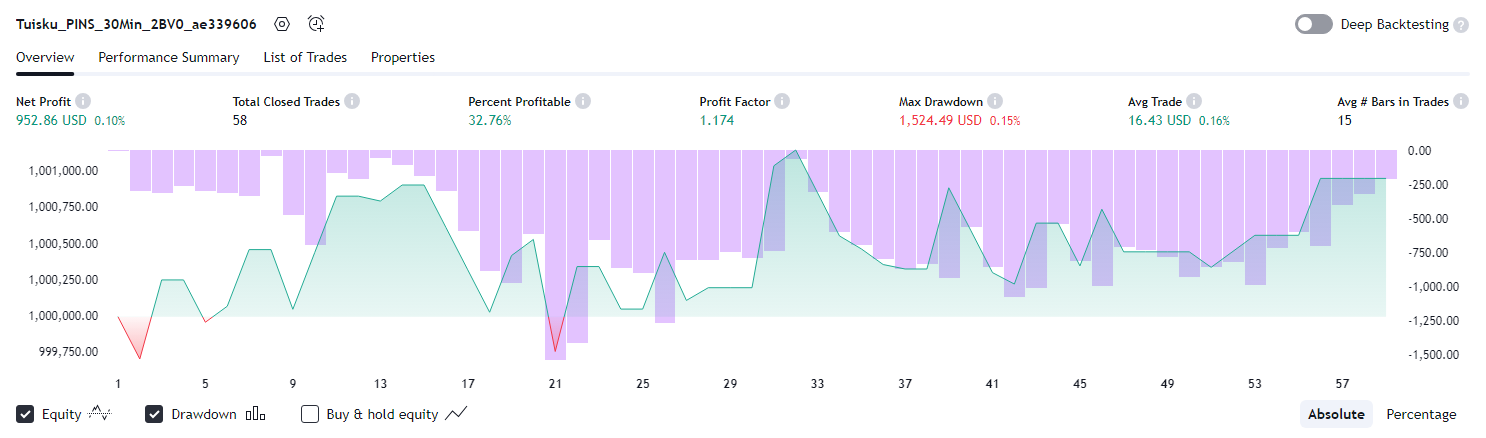 Tuisku_PINS_30Min_2BV0_ae339606 Deep Backtesting ?
Overview Performance Summary List of Trades Properties
Net Profit i Total Closed Trades i Percent Profitable i Profit Factor i Max Drawdown i Avg Trade i Avg # Bars in Trades i
952.86 USD 0.10% 58 32.76% 1.174 1,524.49 USD 0.15% 16.43 USD 0.16% 15
0.00
1,001,000.00 -250.00
1,000,750.00 -500.00
1,000,500.00 -750.00
1,000,250.00 -1,000.00
1,000,000.00 -1,250.00
999,750.00 -1,500.00
1 5 9 13 17 21 25 29 33 37 41 45 49 53 57
Equity Drawdown Buy & hold equity Absolute Percentage